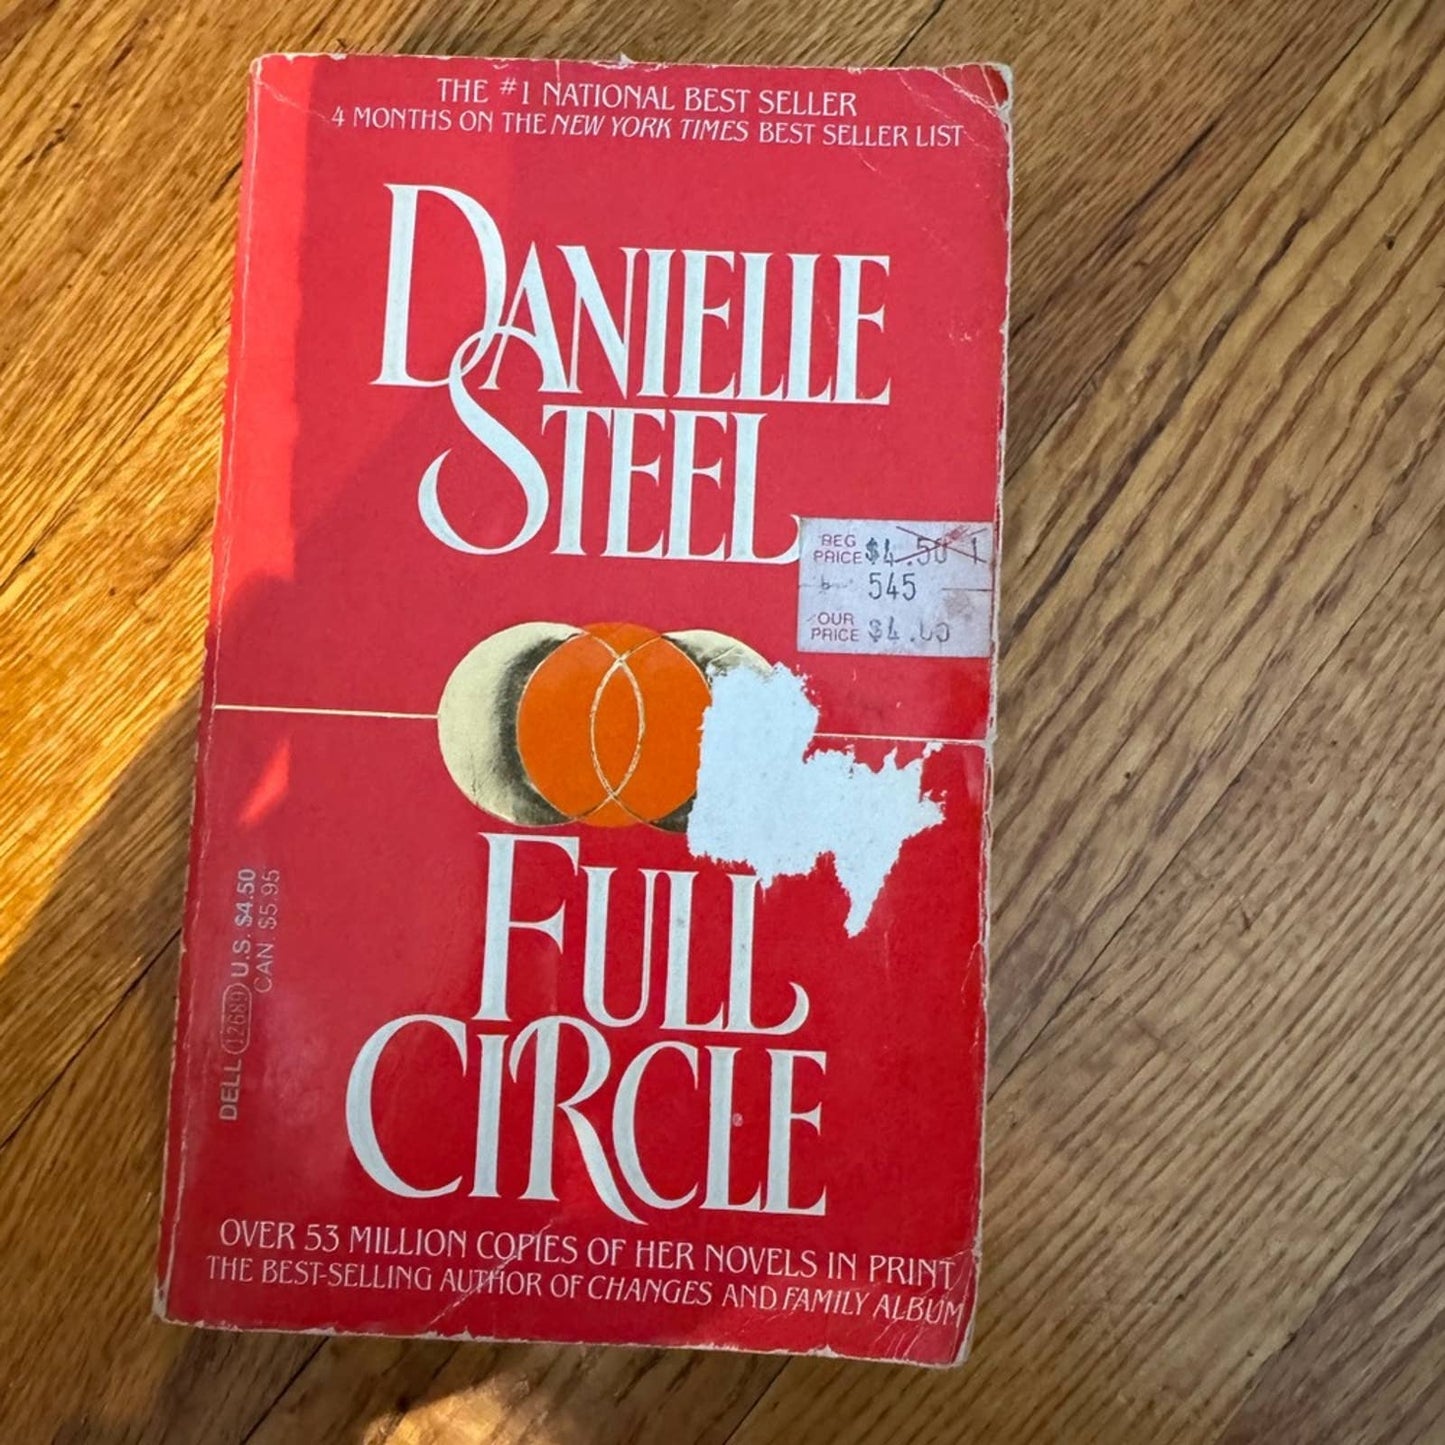 THE #1 NATIONAL BEST SELLER
4 MONTHS ON THE NEW YORK TIMES BEST SELLER LIST
DANIELLE
STEEL
REG PRICE $4.50 1
545
OUR PRICE
FULL
CIRCLE
DELL 12689 U.S. $4.50
CAN. $5.95
OVER 53 MILLION COPIES OF HER NOVELS IN PRINT
THE BEST-SELLING AUTHOR OF CHANGES AND FAMILY ALBUM